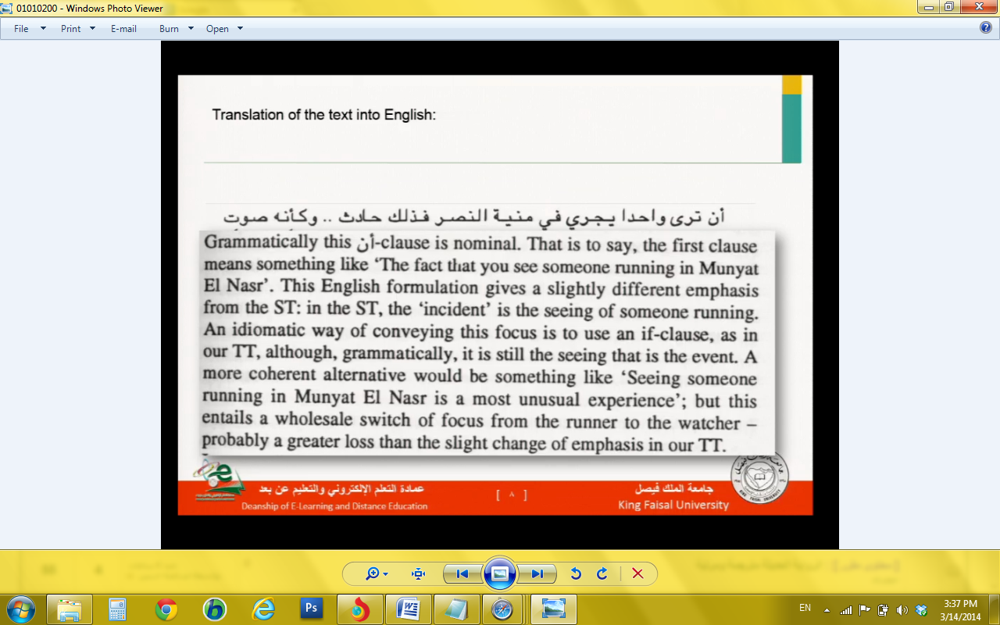 01010200 - Windows Photo Viewer
File Print E-mail Burn Open
Translation of the text into English:
أن ترى واحدا يجري في منية النصر فذلك حادث .. وكأنه صوت
Grammatically this أن-clause is nominal. That is to say, the first clause
means something like ‘The fact that you see someone running in Munyat
El Nasr’. This English formulation gives a slightly different emphasis
from the ST: in the ST, the ‘incident’ is the seeing of someone running.
An idiomatic way of conveying this focus is to use an if-clause, as in
our TT, although, grammatically, it is still the seeing that is the event. A
more coherent alternative would be something like ‘Seeing someone
running in Munyat El Nasr is a most unusual experience’; but this
entails a wholesale switch of focus from the runner to the watcher –
probably a greater loss than the slight change of emphasis in our TT.
عمادة التعلم الإلكتروني والتعليم عن بعد
Deanship of E-Learning and Distance Education
[ ٨ ]
جامعة الملك فيصل
King Faisal University
KING FAISAL UNIVERSITY
Ps
EN
3:37 PM
3/14/2014